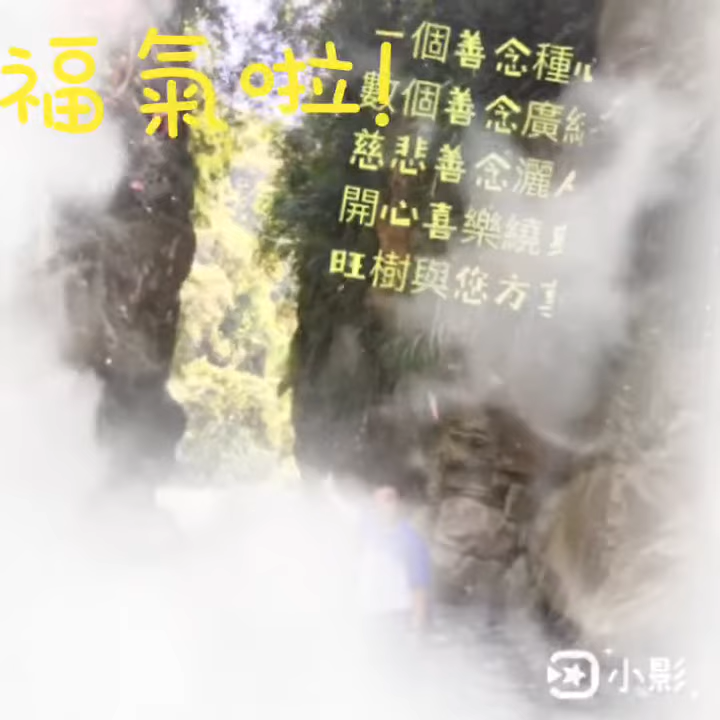 福氣啦!
一個善念種
數個善念廣
慈悲善念灑
開心喜樂繞
旺樹與您方
小影